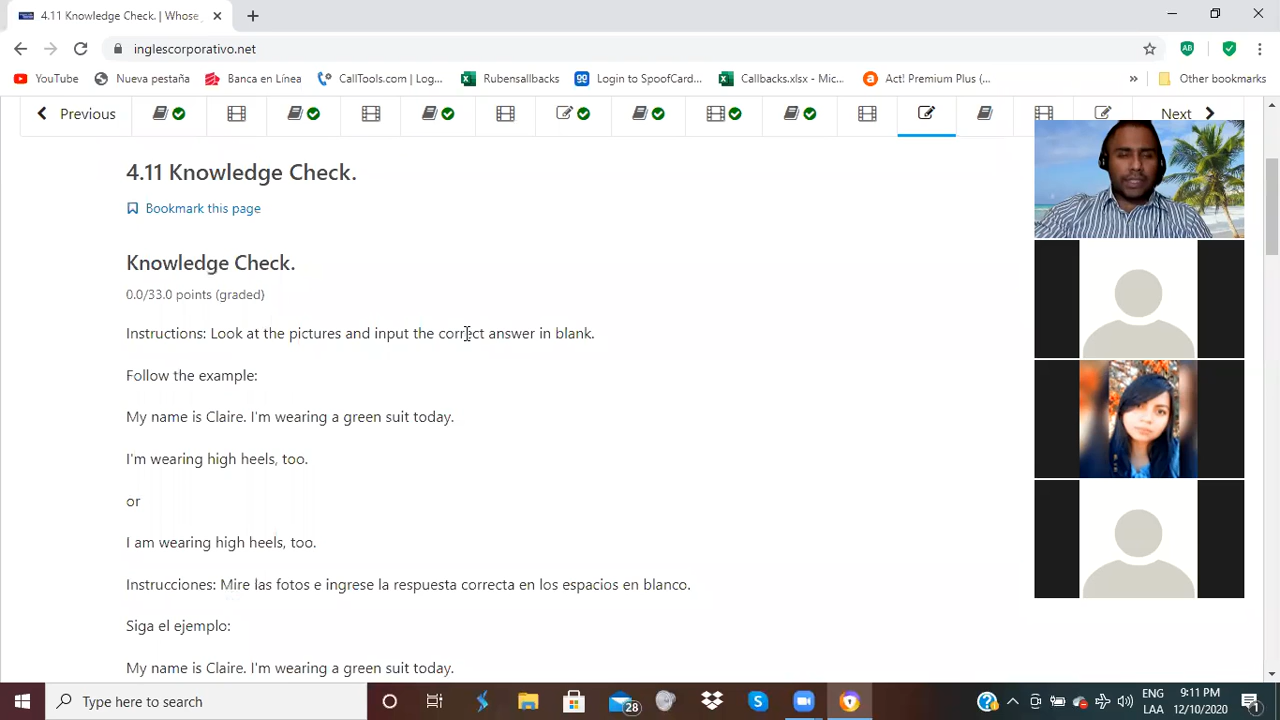 4.11 Knowledge Check. | Whose
inglescorporativo.net
YouTube Nueva pestaña Banca en Línea CallTools.com | Log... Rubensallbacks Login to SpoofCard... Callbacks.xlsx - Mic... Act! Premium Plus (... » Other bookmarks
Previous Next
4.11 Knowledge Check.
Bookmark this page
Knowledge Check.
0.0/33.0 points (graded)
Instructions: Look at the pictures and input the correct answer in blank.
Follow the example:
My name is Claire. I'm wearing a green suit today.
I'm wearing high heels, too.
or
I am wearing high heels, too.
Instrucciones: Mire las fotos e ingrese la respuesta correcta en los espacios en blanco.
Siga el ejemplo:
My name is Claire. I'm wearing a green suit today.
Type here to search 28 ENG 9:11 PM
LAA 12/10/2020 1